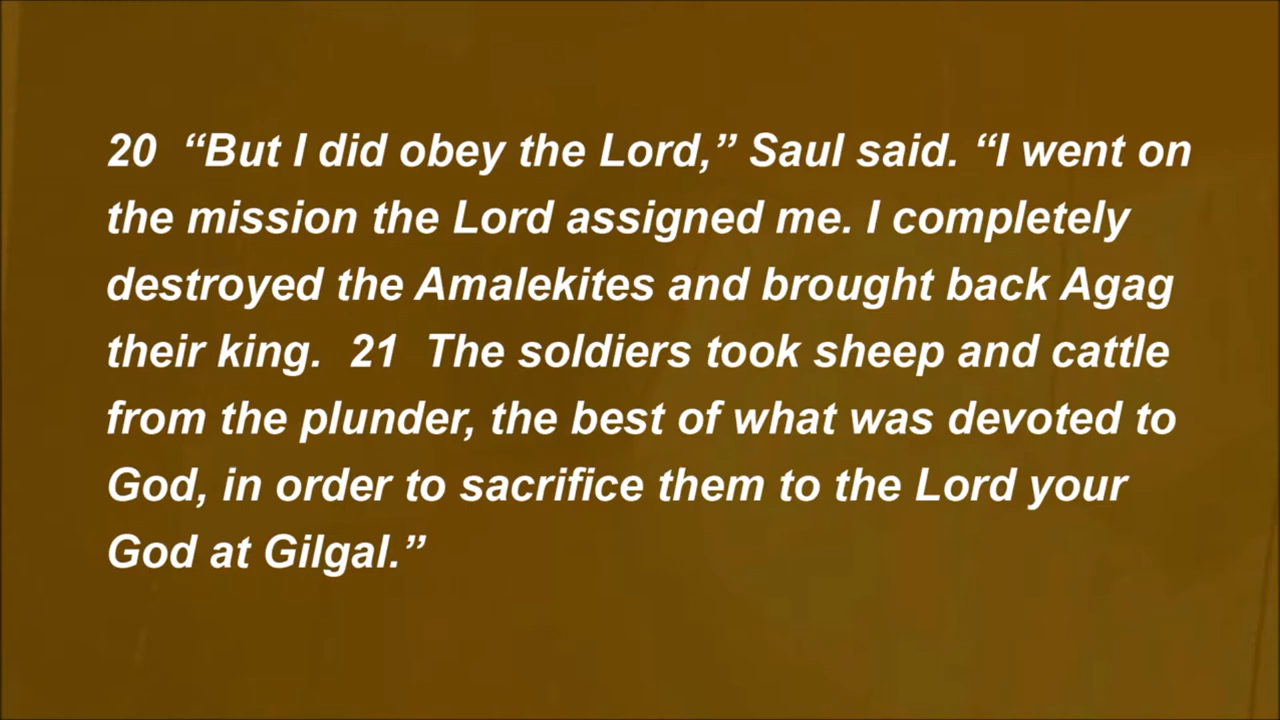 20  “But I did obey the Lord,” Saul said. “I went on
the mission the Lord assigned me. I completely
destroyed the Amalekites and brought back Agag
their king.  21  The soldiers took sheep and cattle
from the plunder, the best of what was devoted to
God, in order to sacrifice them to the Lord your
God at Gilgal.”